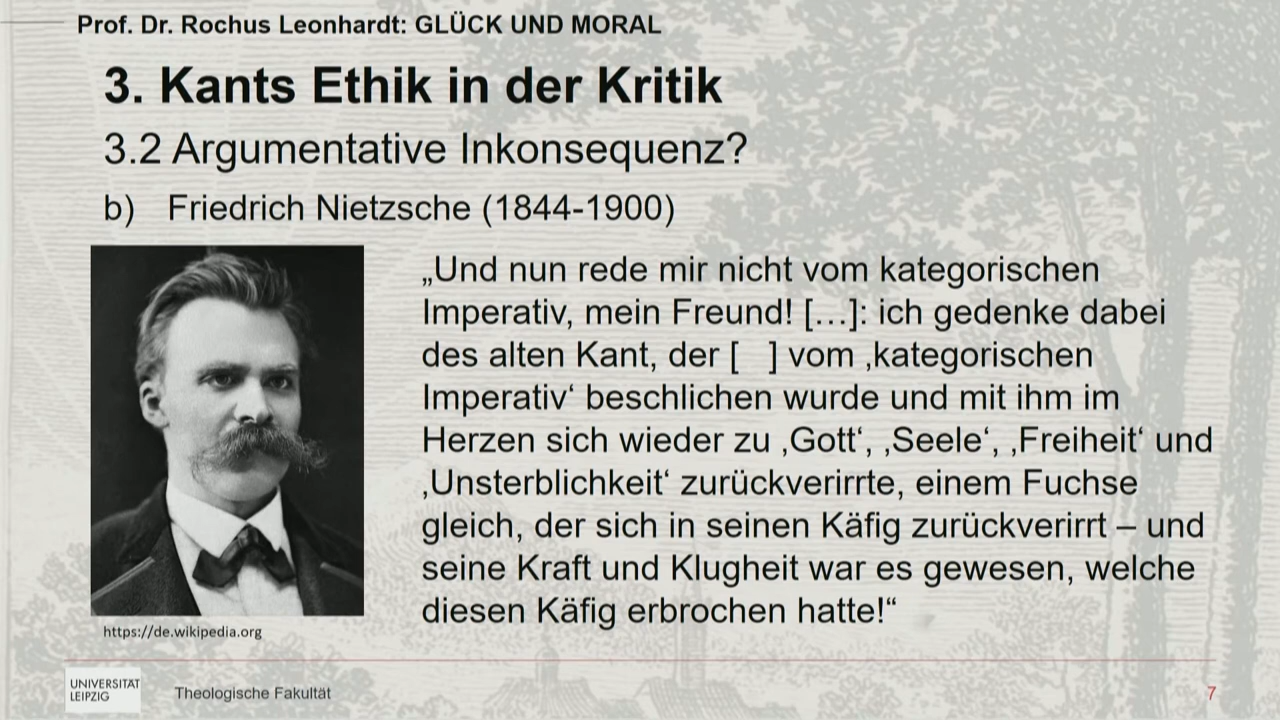 Prof. Dr. Rochus Leonhardt: GLÜCK UND MORAL
3. Kants Ethik in der Kritik
3.2 Argumentative Inkonsequenz?
b) Friedrich Nietzsche (1844-1900)
„Und nun rede mir nicht vom kategorischen
Imperativ, mein Freund! […]: ich gedenke dabei
des alten Kant, der [ ] vom ‚kategorischen
Imperativ‘ beschlichen wurde und mit ihm im
Herzen sich wieder zu ‚Gott‘, ‚Seele‘, ‚Freiheit‘ und
‚Unsterblichkeit‘ zurückverirrte, einem Fuchse
gleich, der sich in seinen Käfig zurückverirrt – und
seine Kraft und Klugheit war es gewesen, welche
diesen Käfig erbrochen hatte!“
https://de.wikipedia.org
UNIVERSITÄT
LEIPZIG
Theologische Fakultät
7